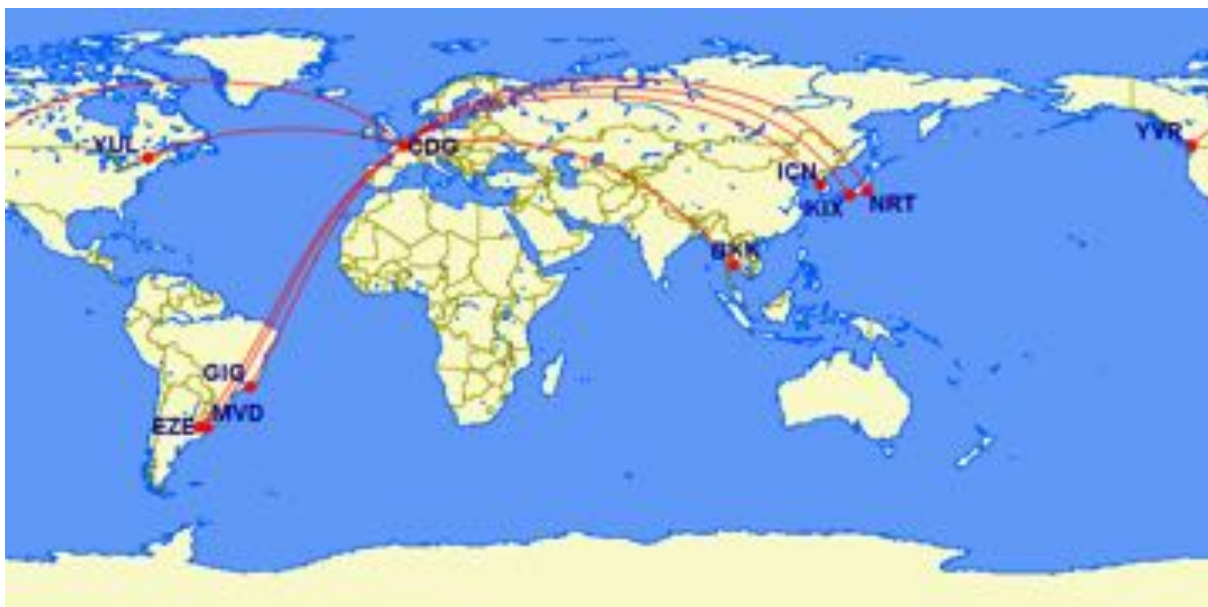 YVR
YUL
CDG
ICN
KIX
NRT
BKK
GIG
MVD
EZE